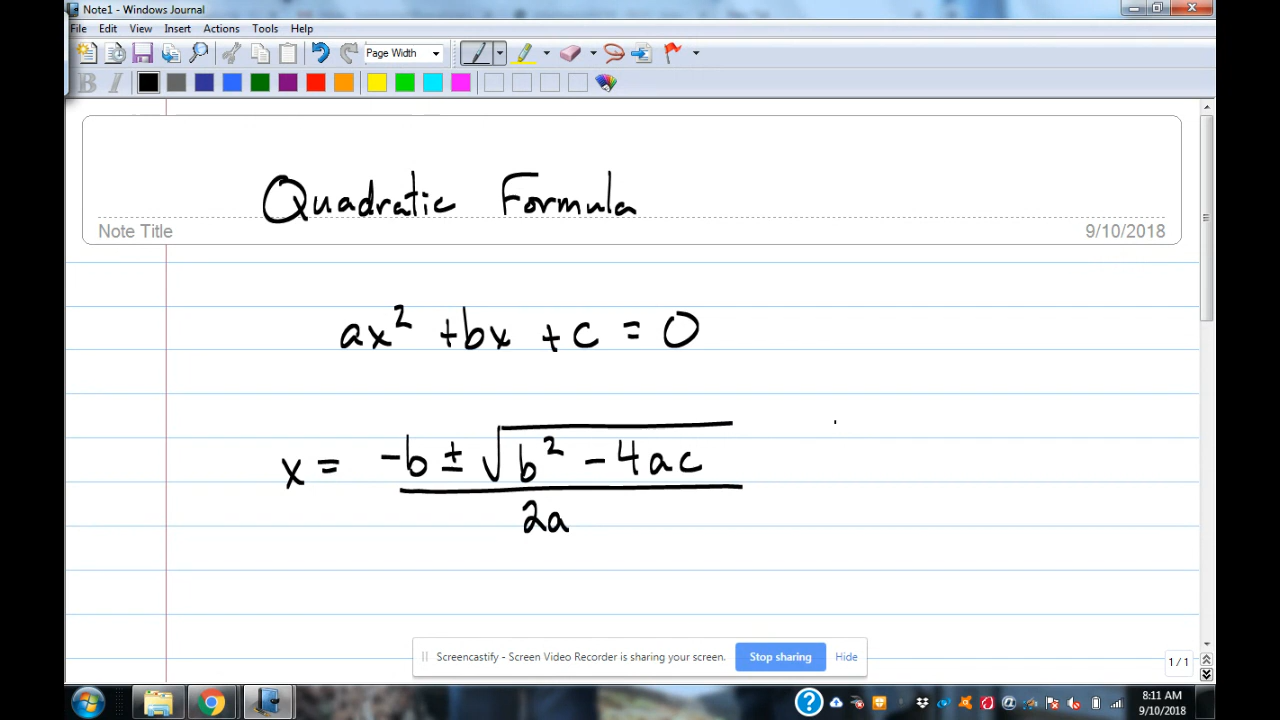 Note1 - Windows Journal
File Edit View Insert Actions Tools Help
Page Width
B I
Quadratic Formula
Note Title 9/10/2018
ax² + bx + c = 0
x = -b ± √b² - 4ac
2a
Screencastify - Screen Video Recorder is sharing your screen. Stop sharing Hide
1 / 1
8:11 AM
9/10/2018